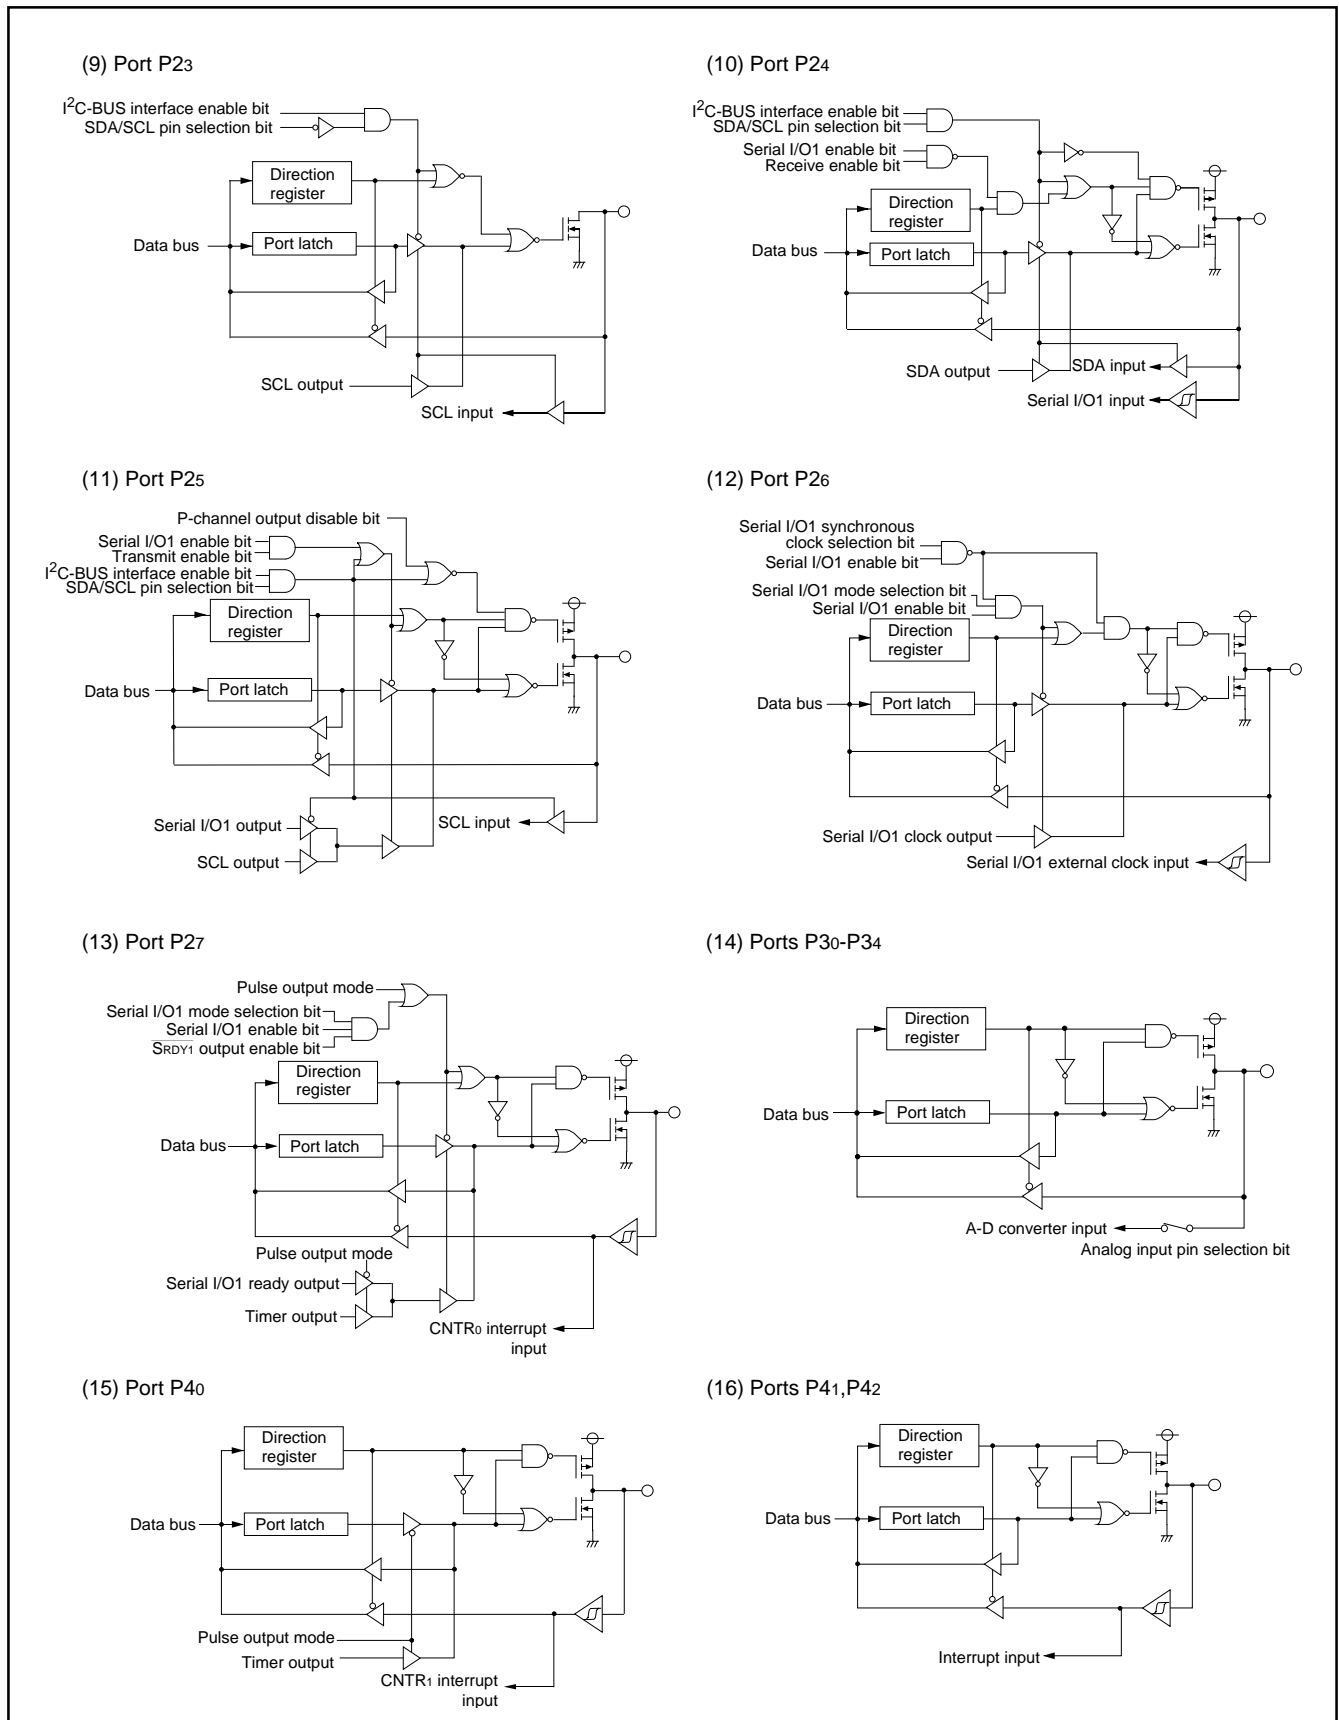 (9) Port P23
I2C-BUS interface enable bit
SDA/SCL pin selection bit
Direction
register
Data bus
Port latch
SCL output
SCL input
(10) Port P24
I2C-BUS interface enable bit
SDA/SCL pin selection bit
Serial I/O1 enable bit
Receive enable bit
Direction
register
Data bus
Port latch
SDA output
SDA input
Serial I/O1 input
(11) Port P25
P-channel output disable bit
Serial I/O1 enable bit
Transmit enable bit
I2C-BUS interface enable bit
SDA/SCL pin selection bit
Direction
register
Data bus
Port latch
Serial I/O1 output
SCL input
SCL output
(12) Port P26
Serial I/O1 synchronous
clock selection bit
Serial I/O1 enable bit
Serial I/O1 mode selection bit
Serial I/O1 enable bit
Direction
register
Data bus
Port latch
Serial I/O1 clock output
Serial I/O1 external clock input
(13) Port P27
Pulse output mode
Serial I/O1 mode selection bit
Serial I/O1 enable bit
SRDY1 output enable bit
Direction
register
Data bus
Port latch
Pulse output mode
Serial I/O1 ready output
Timer output
CNTR0 interrupt
input
(14) Ports P30-P34
Direction
register
Data bus
Port latch
A-D converter input
Analog input pin selection bit
(15) Port P40
Direction
register
Data bus
Port latch
Pulse output mode
Timer output
CNTR1 interrupt
input
(16) Ports P41,P42
Direction
register
Data bus
Port latch
Interrupt input